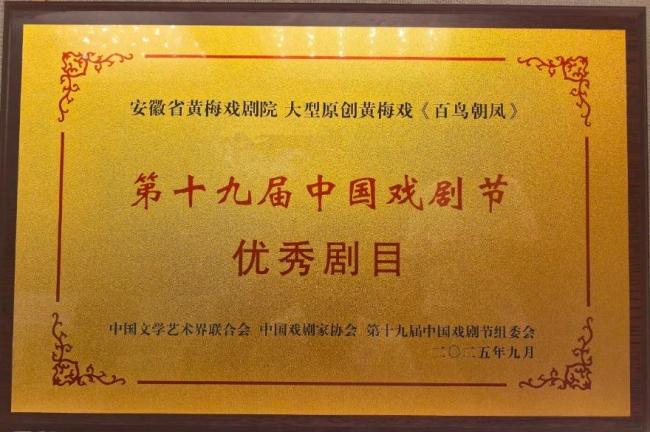 安徽省黄梅戏剧院 大型原创黄梅戏《百鸟朝凤》
第十九届中国戏剧节
优秀剧目
中国文学艺术界联合会 中国戏剧家协会 第十九届中国戏剧节组委会
二〇二五年九月